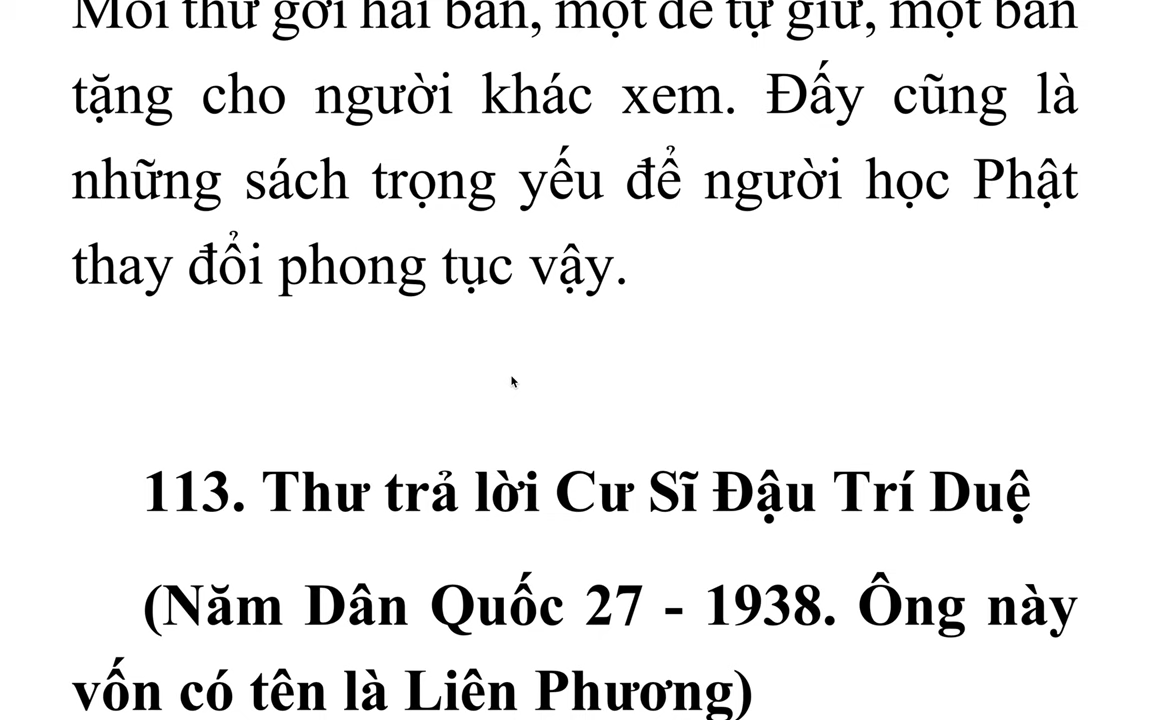 Mỗi thứ gởi hai bản, một để tự giữ, một bản
tặng cho người khác xem. Đấy cũng là
những sách trọng yếu để người học Phật
thay đổi phong tục vậy.
113. Thư trả lời Cư Sĩ Đậu Trí Duệ
(Năm Dân Quốc 27 - 1938. Ông này
vốn có tên là Liên Phương)